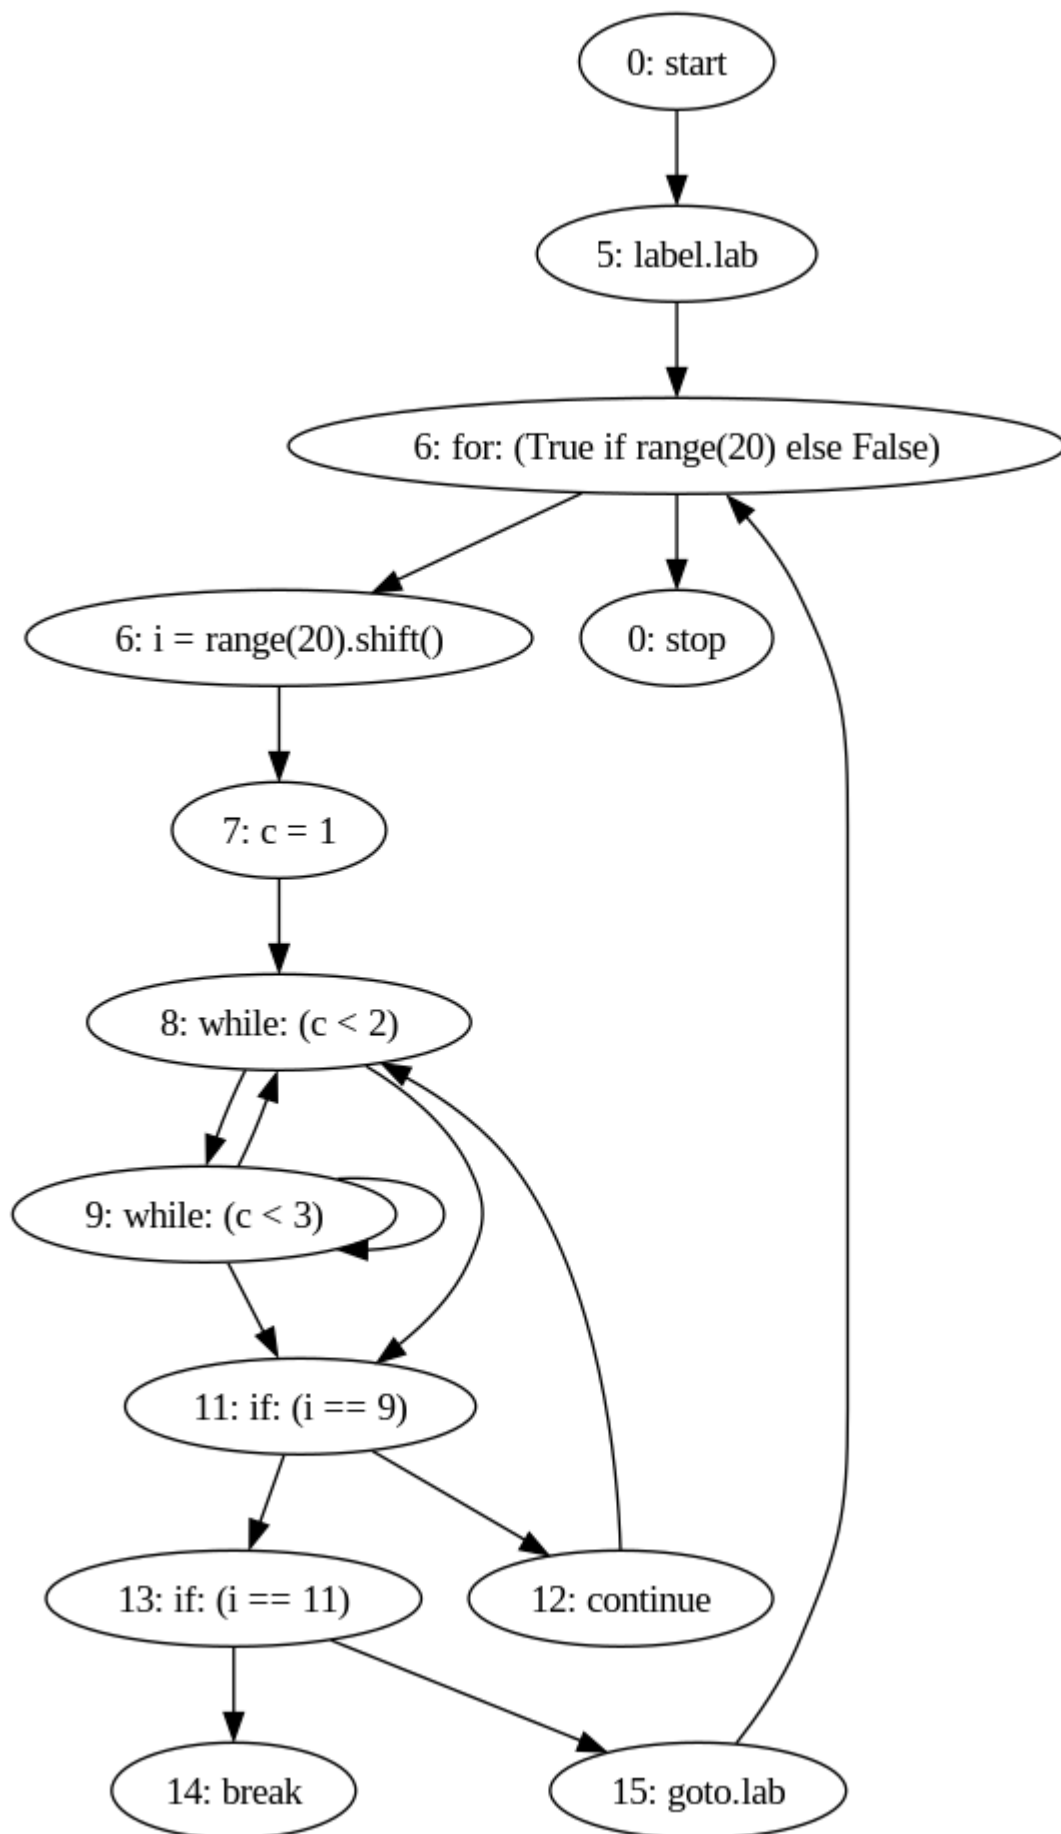 0: start
5: label.lab
6: for: (True if range(20) else False)
6: i = range(20).shift()
0: stop
7: c = 1
8: while: (c < 2)
9: while: (c < 3)
11: if: (i == 9)
13: if: (i == 11)
12: continue
14: break
15: goto.lab